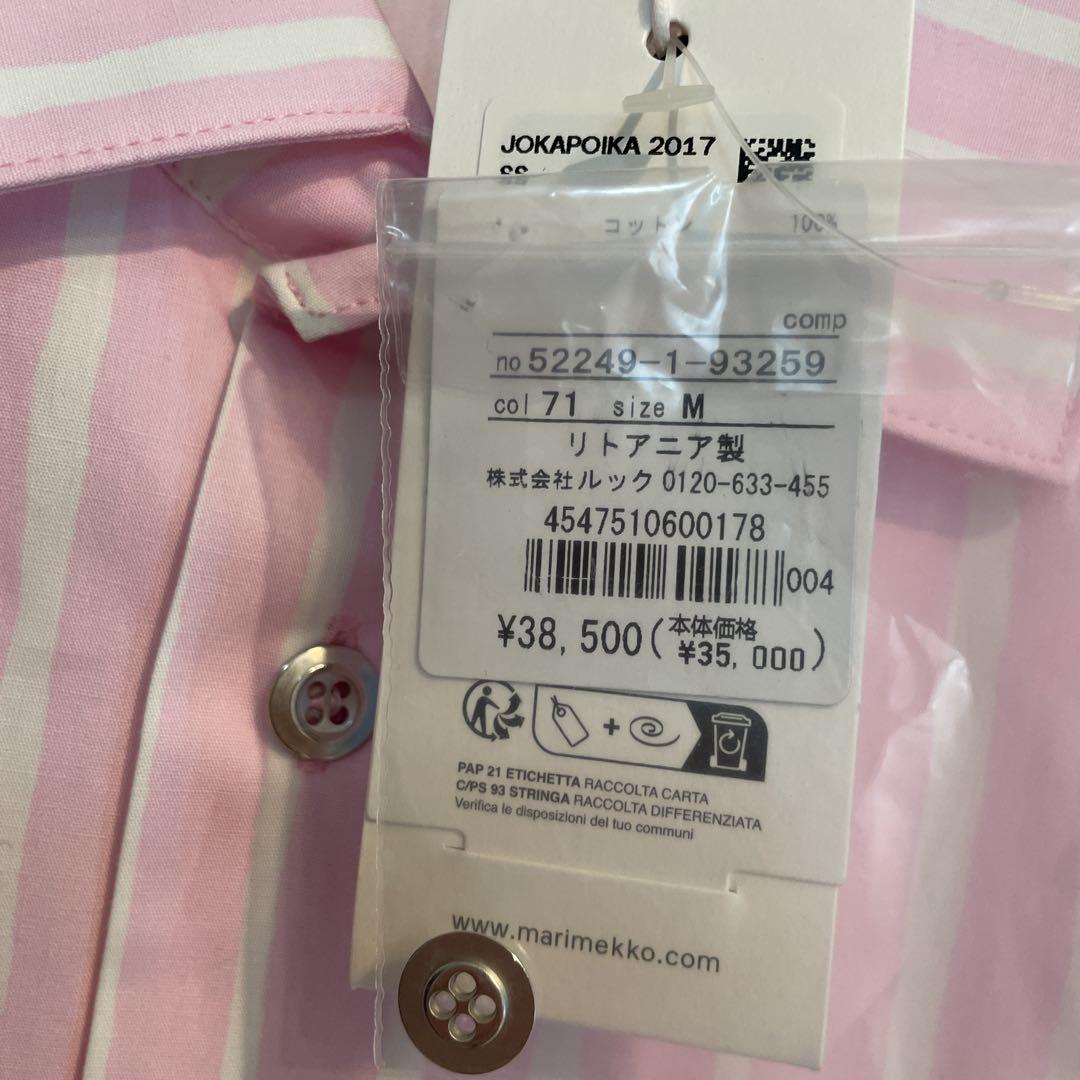 JOKAPOIKA 2017
SS
コットン 100%
comp
no 52249-1-93259
col 71 size M
リトアニア製
株式会社ルック 0120-633-455
4547510600178
004
¥38,500(本体価格
¥35,000)
+
PAP 21 ETICHETTA RACCOLTA CARTA
C/PS 93 STRINGA RACCOLTA DIFFERENZIATA
Verifica le disposizioni del tuo communi
www.marimekko.com